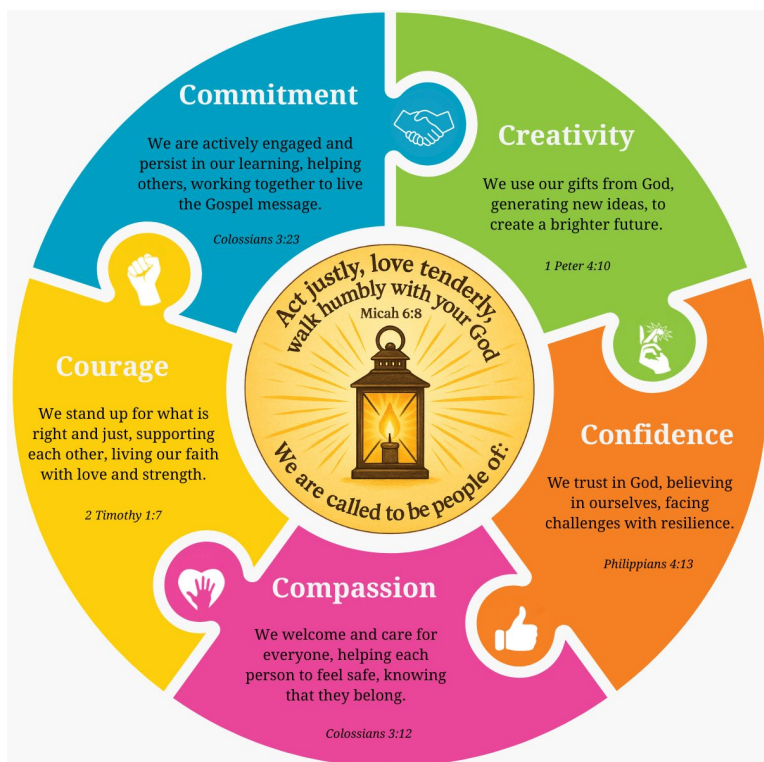 Commitment
We are actively engaged and
persist in our learning, helping
others, working together to live
the Gospel message.
Colossians 3:23
Creativity
We use our gifts from God,
generating new ideas, to
create a brighter future.
1 Peter 4:10
Act justly, love tenderly,
walk humbly with your God
Micah 6:8
We are called to be people of:
Courage
We stand up for what is
right and just, supporting
each other, living our faith
with love and strength.
2 Timothy 1:7
Confidence
We trust in God, believing
in ourselves, facing
challenges with resilience.
Philippians 4:13
Compassion
We welcome and care for
everyone, helping each
person to feel safe, knowing
that they belong.
Colossians 3:12